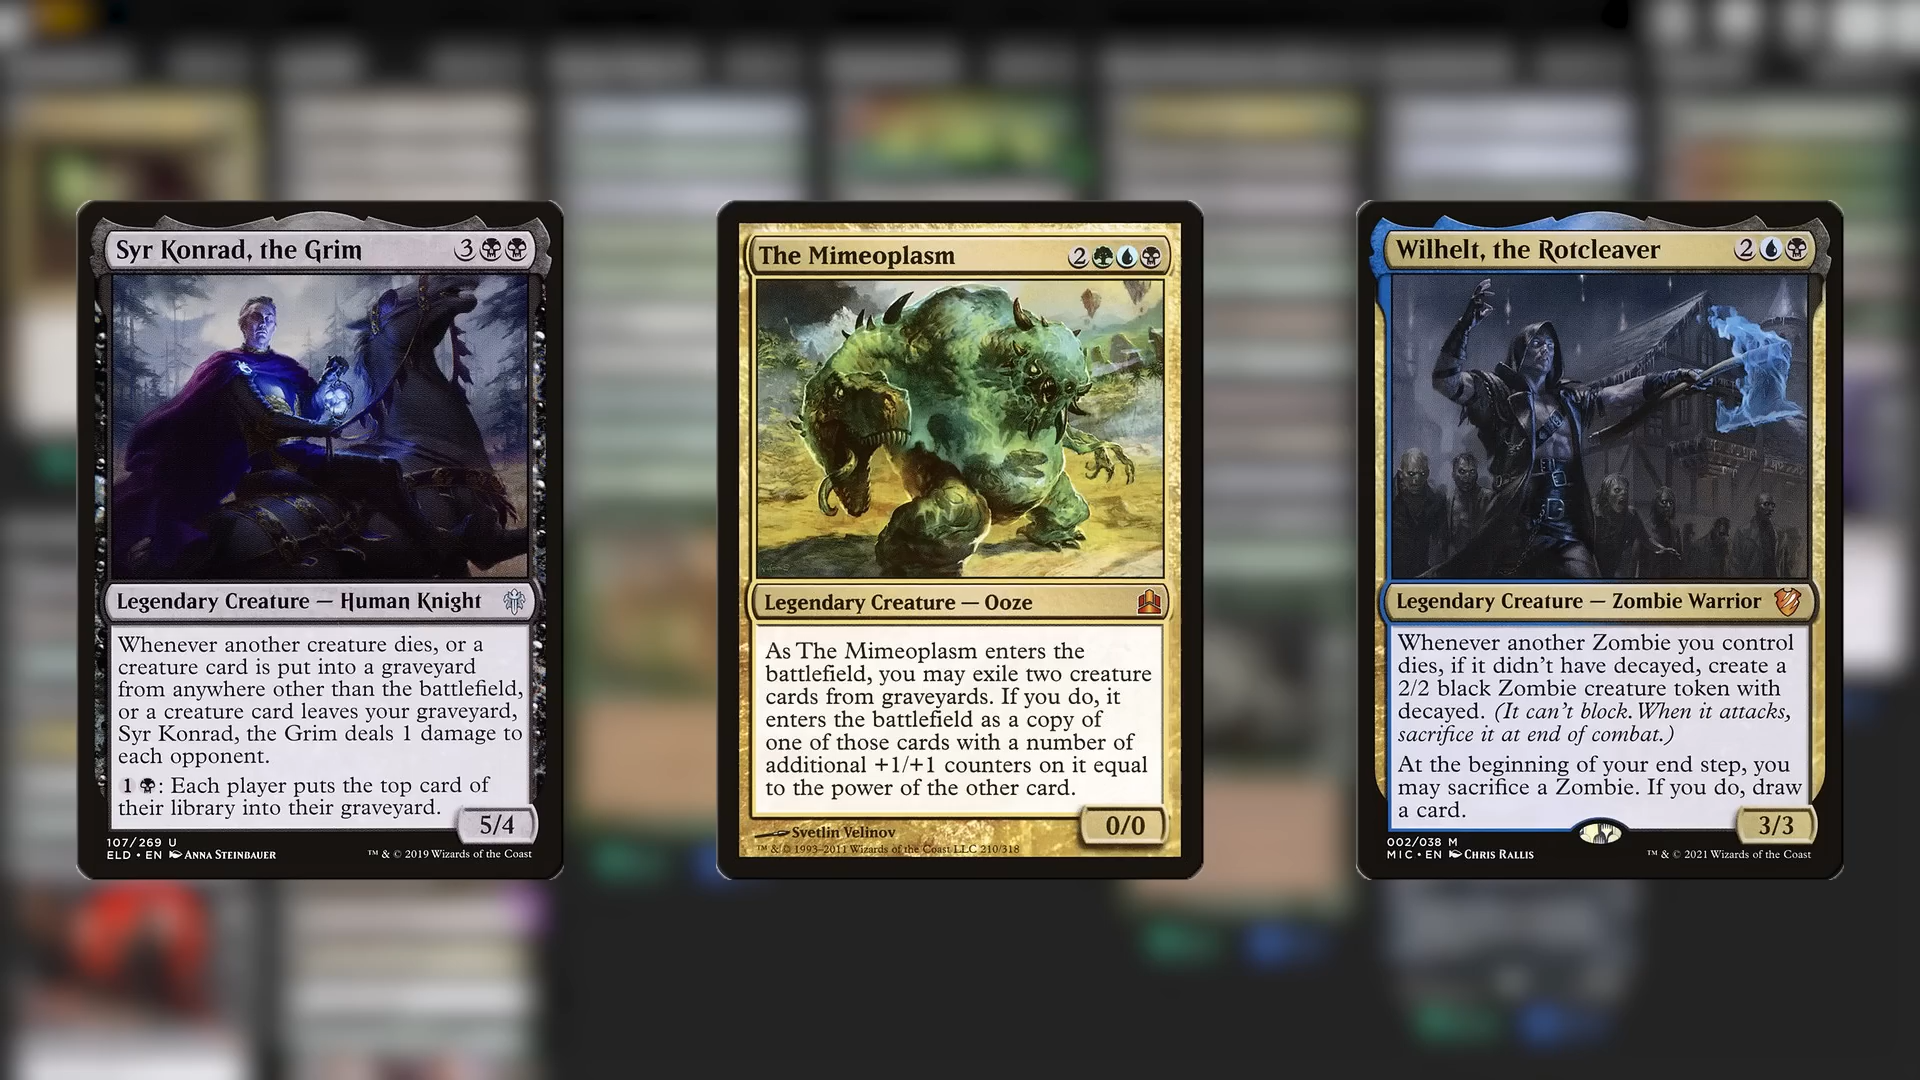 Syr Konrad, the Grim 3
Legendary Creature — Human Knight
Whenever another creature dies, or a
creature card is put into a graveyard
from anywhere other than the battlefield,
or a creature card leaves your graveyard,
Syr Konrad, the Grim deals 1 damage to
each opponent.
1 : Each player puts the top card of
their library into their graveyard.
5/4
107/269 U
ELD • EN Anna Steinbauer
™ & © 2019 Wizards of the Coast
The Mimeoplasm 2
Legendary Creature — Ooze
As The Mimeoplasm enters the
battlefield, you may exile two creature
cards from graveyards. If you do, it
enters the battlefield as a copy of
one of those cards with a number of
additional +1/+1 counters on it equal
to the power of the other card.
Svetlin Velinov
0/0
™ & © 1993–2011 Wizards of the Coast LLC 210/318
Wilhelt, the Rotcleaver 2
Legendary Creature — Zombie Warrior
Whenever another Zombie you control
dies, if it didn't have decayed, create a
2/2 black Zombie creature token with
decayed. (It can't block. When it attacks,
sacrifice it at end of combat.)
At the beginning of your end step, you
may sacrifice a Zombie. If you do, draw
a card.
3/3
002/038 M
MIC • EN Chris Rallis
™ & © 2021 Wizards of the Coast